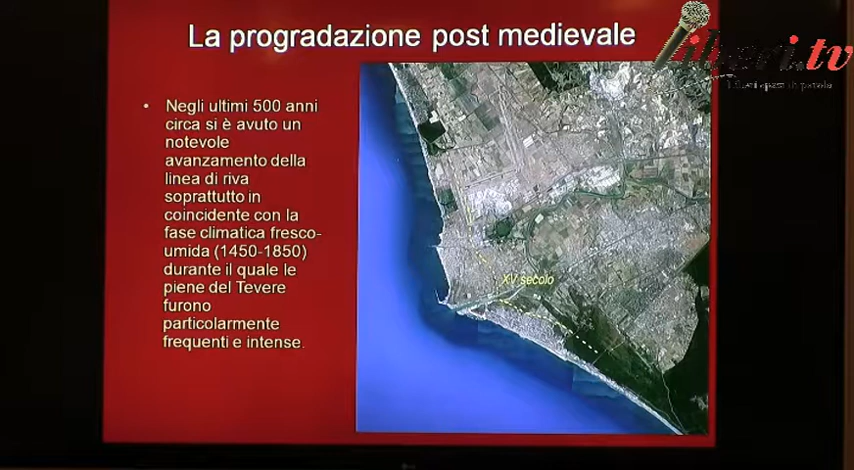 La progradazione post medievale
Liberi.tv
• Negli ultimi 500 anni
circa si è avuto un
notevole
avanzamento della
linea di riva
soprattutto in
coincidente con la
fase climatica fresco-
umida (1450-1850)
durante il quale le
piene del Tevere
furono
particolarmente
frequenti e intense.
XV secolo